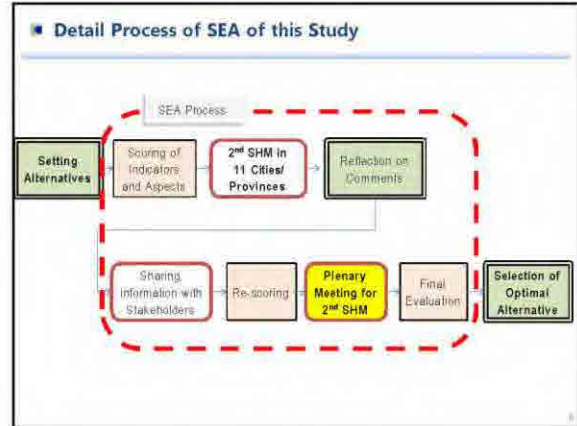 Detail Process of SEA of this Study
SEA Process
Setting
Alternatives
Scoring of
Indicators
and Aspects
2nd SHM in
11 Cities/
Provinces
Reflection on
Comments
Sharing
Information with
Stakeholders
Re-scoring
Plenary
Meeting for
2nd SHM
Final
Evaluation
Selection of
Optimal
Alternative